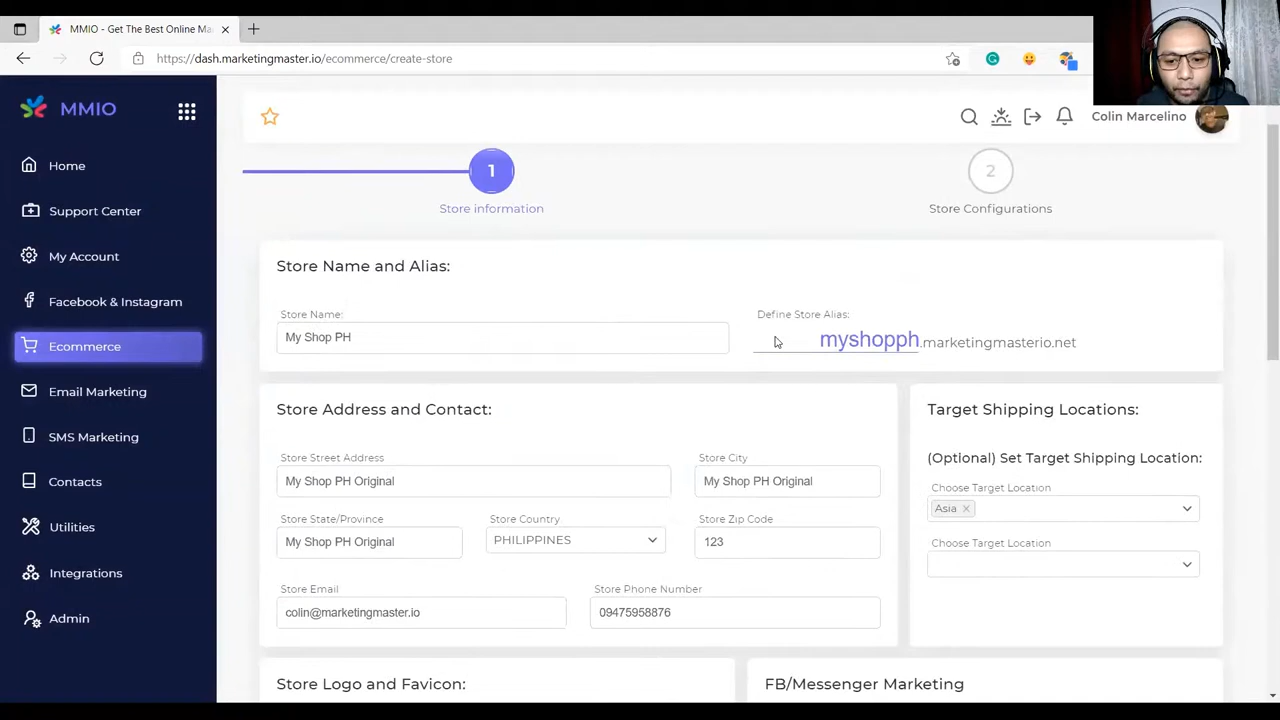 MMIO - Get The Best Online Ma
https://dash.marketingmaster.io/ecommerce/create-store
MMIO
Colin Marcelino
Home
Support Center
My Account
Facebook & Instagram
Ecommerce
Email Marketing
SMS Marketing
Contacts
Utilities
Integrations
Admin
1
Store information
2
Store Configurations
Store Name and Alias:
Store Name:
My Shop PH
Define Store Alias:
myshopph.marketingmasterio.net
Store Address and Contact:
Store Street Address
My Shop PH Original
Store City
My Shop PH Original
Store State/Province
My Shop PH Original
Store Country
PHILIPPINES
Store Zip Code
123
Store Email
colin@marketingmaster.io
Store Phone Number
09475958876
Target Shipping Locations:
(Optional) Set Target Shipping Location:
Choose Target Location
Asia
Choose Target Location
Store Logo and Favicon:
FB/Messenger Marketing